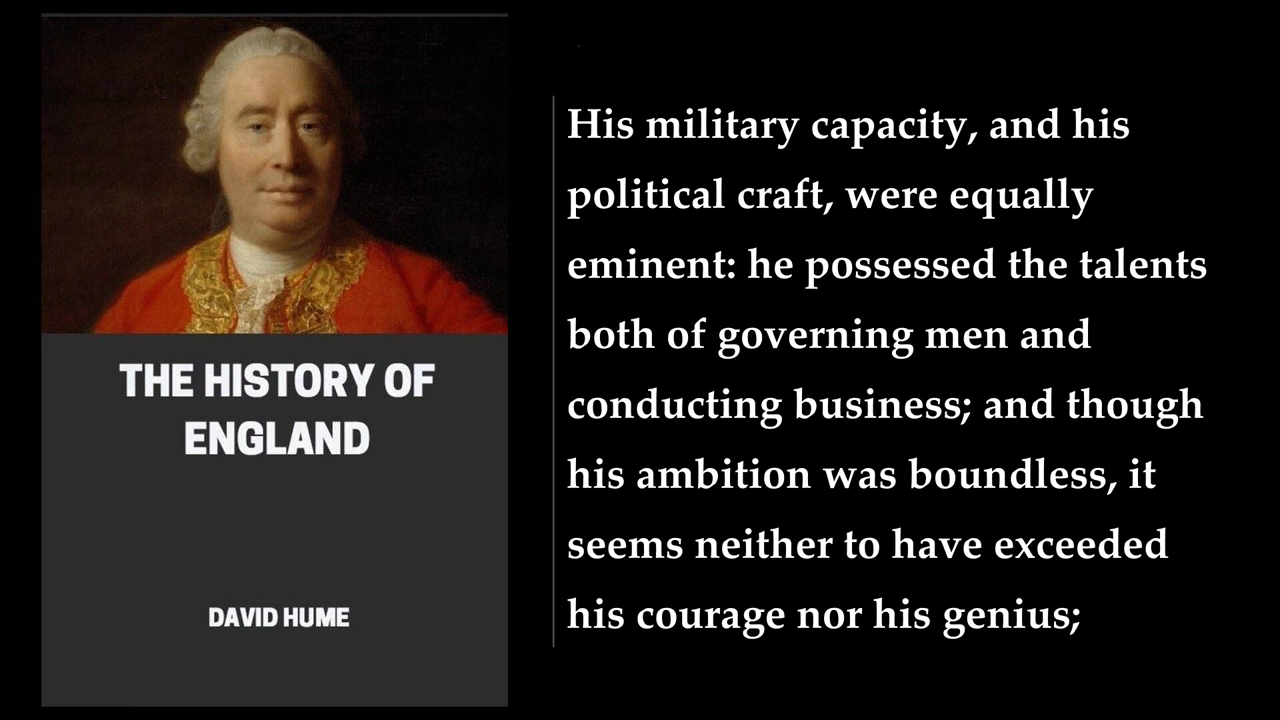 THE HISTORY OF
ENGLAND
DAVID HUME
His military capacity, and his
political craft, were equally
eminent: he possessed the talents
both of governing men and
conducting business; and though
his ambition was boundless, it
seems neither to have exceeded
his courage nor his genius;